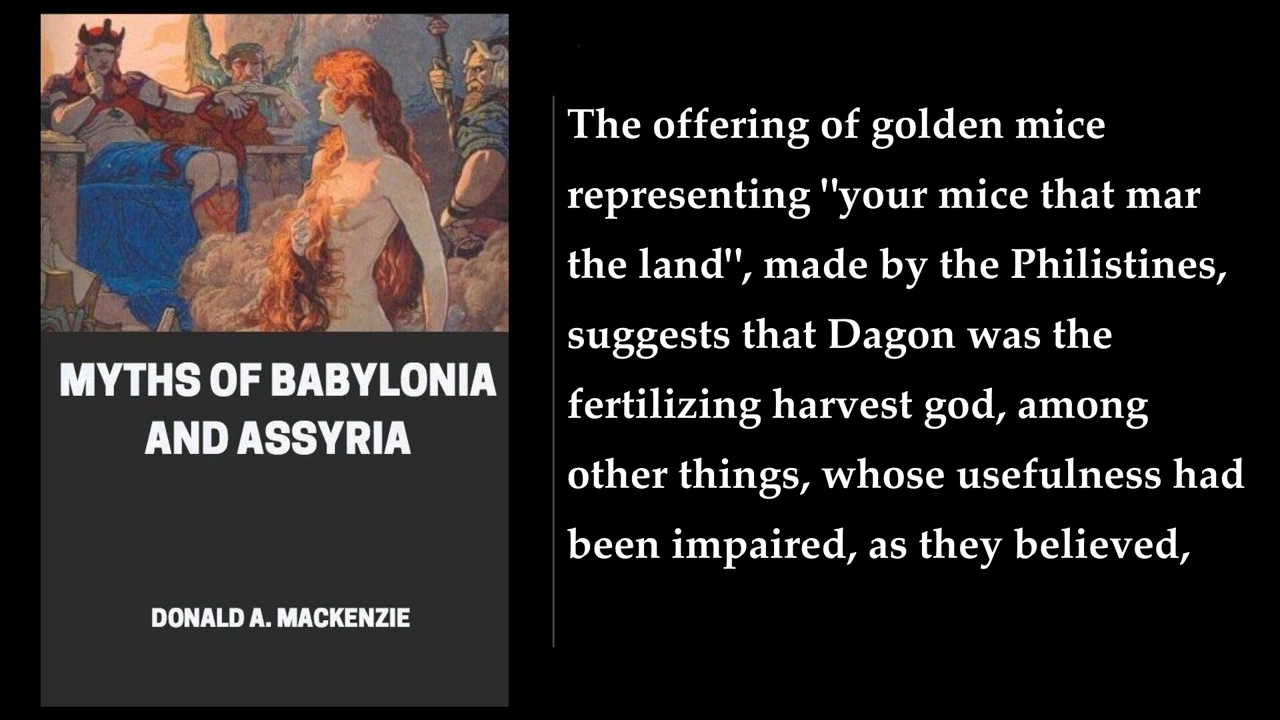 MYTHS OF BABYLONIA
AND ASSYRIA
DONALD A. MACKENZIE
The offering of golden mice
representing "your mice that mar
the land", made by the Philistines,
suggests that Dagon was the
fertilizing harvest god, among
other things, whose usefulness had
been impaired, as they believed,